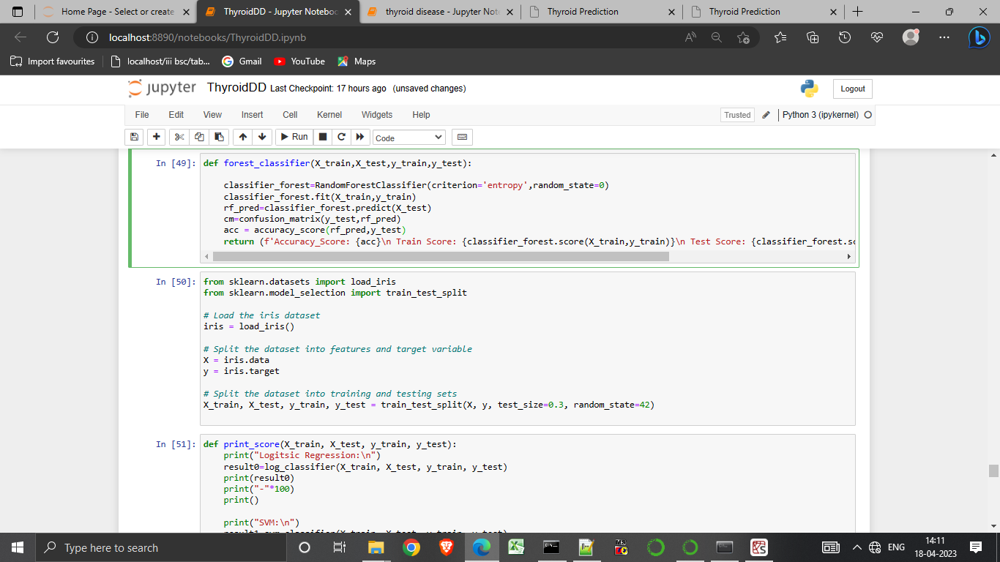 Home Page - Select or create
ThyroidDD - Jupyter Noteboo
thyroid disease - Jupyter Not
Thyroid Prediction
Thyroid Prediction
localhost:8890/notebooks/ThyroidDD.ipynb
Import favourites
localhost/iii bsc/tab...
Gmail
YouTube
Maps
jupyter ThyroidDD Last Checkpoint: 17 hours ago (unsaved changes)
Logout
File Edit View Insert Cell Kernel Widgets Help
Trusted
Python 3 (ipykernel)
Run
Code
In [49]: def forest_classifier(X_train,X_test,y_train,y_test):
classifier_forest=RandomForestClassifier(criterion='entropy',random_state=0)
classifier_forest.fit(X_train,y_train)
rf_pred=classifier_forest.predict(X_test)
cm=confusion_matrix(y_test,rf_pred)
acc = accuracy_score(rf_pred,y_test)
return (f'Accuracy_Score: {acc}\n Train Score: {classifier_forest.score(X_train,y_train)}\n Test Score: {classifier_forest.sc
In [50]: from sklearn.datasets import load_iris
from sklearn.model_selection import train_test_split
# Load the iris dataset
iris = load_iris()
# Split the dataset into features and target variable
X = iris.data
y = iris.target
# Split the dataset into training and testing sets
X_train, X_test, y_train, y_test = train_test_split(X, y, test_size=0.3, random_state=42)
In [51]: def print_score(X_train, X_test, y_train, y_test):
print("Logitsic Regression:\n")
result0=log_classifier(X_train, X_test, y_train, y_test)
print(result0)
print("-"*100)
print()
print("SVM:\n")
Type here to search
ENG
14:11
18-04-2023